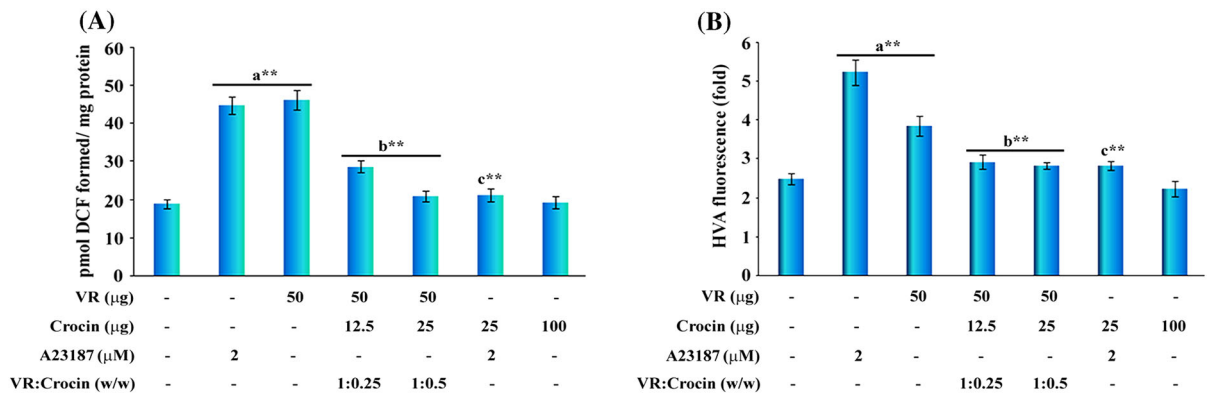 (A)
pmol DCF formed/ mg protein
60
50
40
30
20
10
0
a**
b**
c**
VR (µg) - - 50 50 50 - -
Crocin (µg) - - - 12.5 25 25 100
A23187 (µM) - 2 - - - 2 -
VR:Crocin (w/w) - - - 1:0.25 1:0.5 - -
(B)
HVA fluorescence (fold)
6
5
4
3
2
1
0
a**
b**
c**
VR (µg) - - 50 50 50 - -
Crocin (µg) - - - 12.5 25 25 100
A23187 (µM) - 2 - - - 2 -
VR:Crocin (w/w) - - - 1:0.25 1:0.5 - -